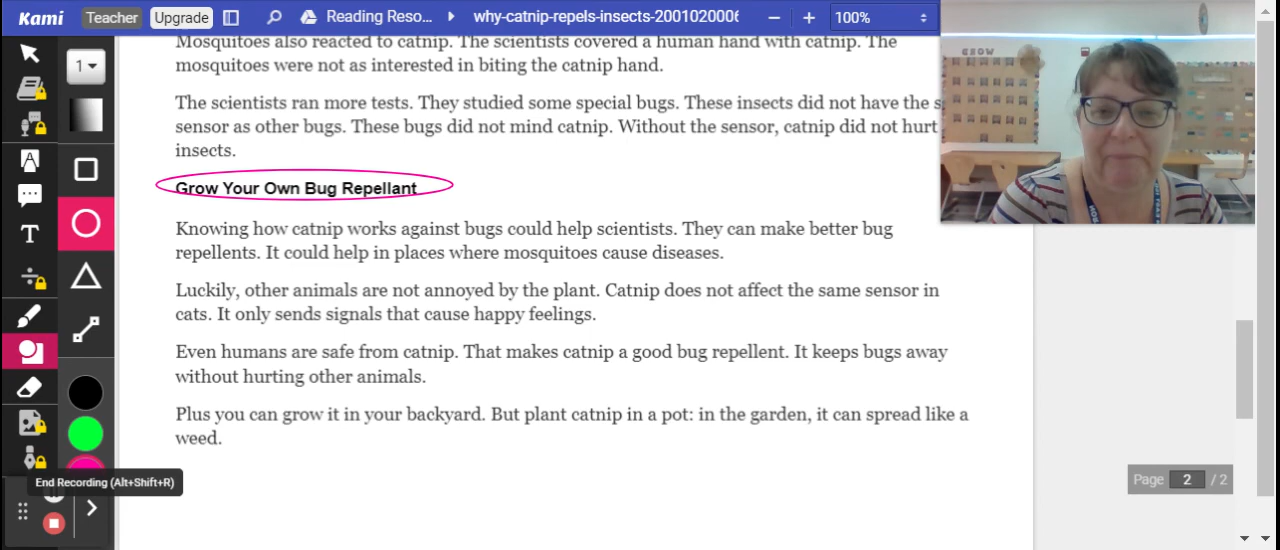 Kami Teacher Upgrade Reading Reso... why-catnip-repels-insects-2001020006 100%
Mosquitoes also reacted to catnip. The scientists covered a human hand with catnip. The
mosquitoes were not as interested in biting the catnip hand.
The scientists ran more tests. They studied some special bugs. These insects did not have the s
sensor as other bugs. These bugs did not mind catnip. Without the sensor, catnip did not hurt
insects.
Grow Your Own Bug Repellant
Knowing how catnip works against bugs could help scientists. They can make better bug
repellents. It could help in places where mosquitoes cause diseases.
Luckily, other animals are not annoyed by the plant. Catnip does not affect the same sensor in
cats. It only sends signals that cause happy feelings.
Even humans are safe from catnip. That makes catnip a good bug repellent. It keeps bugs away
without hurting other animals.
Plus you can grow it in your backyard. But plant catnip in a pot: in the garden, it can spread like a
weed.
1
T
End Recording (Alt+Shift+R)
Page 2 / 2
GROW